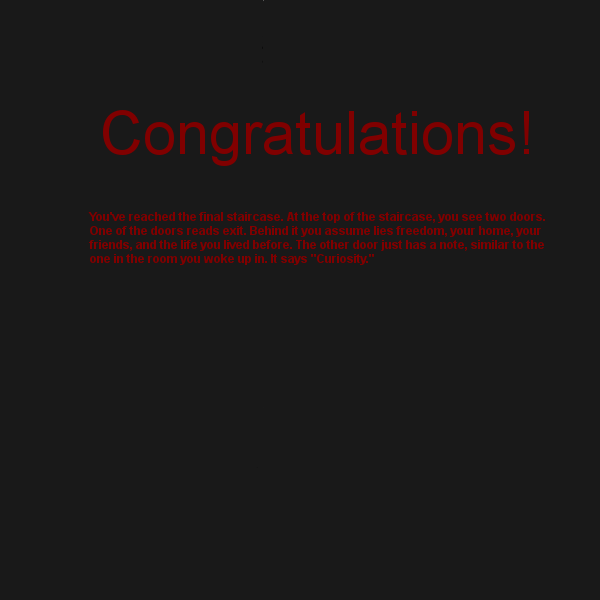 Congratulations!
You've reached the final staircase. At the top of the staircase, you see two doors.
One of the doors reads exit. Behind it you assume lies freedom, your home, your
friends, and the life you lived before. The other door just has a note, similar to the
one in the room you woke up in. It says "Curiosity."